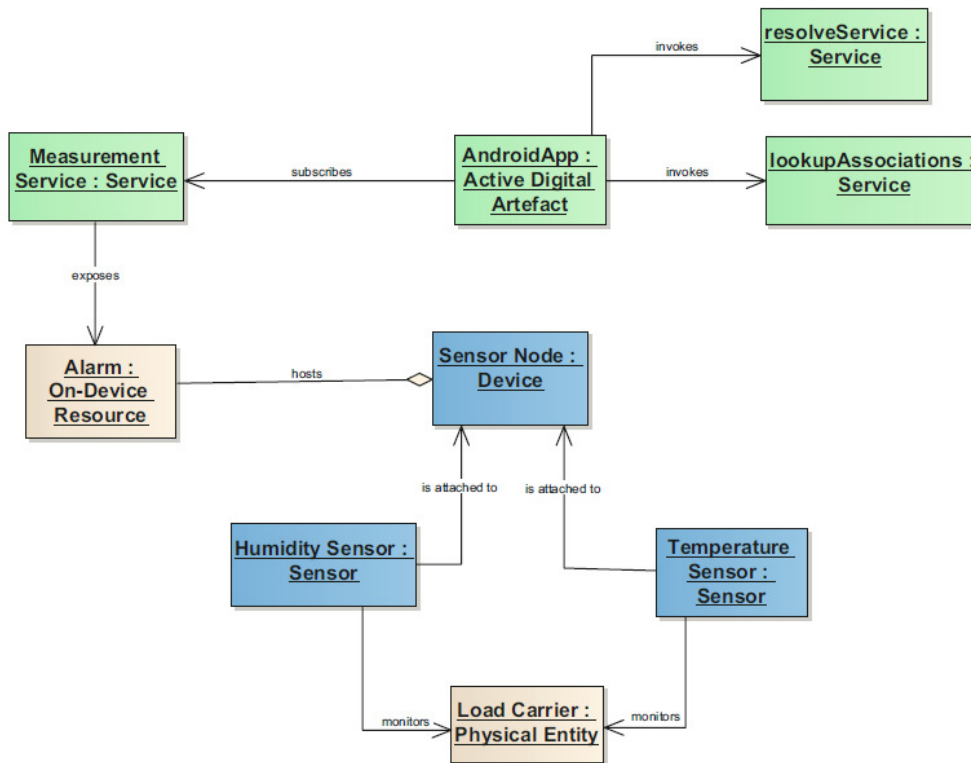 resolveService :
Service
invokes
Measurement
Service : Service
subscribes
AndroidApp :
Active Digital
Artefact
invokes
lookupAssociations :
Service
exposes
Alarm :
On-Device
Resource
hosts
Sensor Node :
Device
is attached to
is attached to
Humidity Sensor :
Sensor
Temperature
Sensor :
Sensor
monitors
Load Carrier :
Physical Entity
monitors